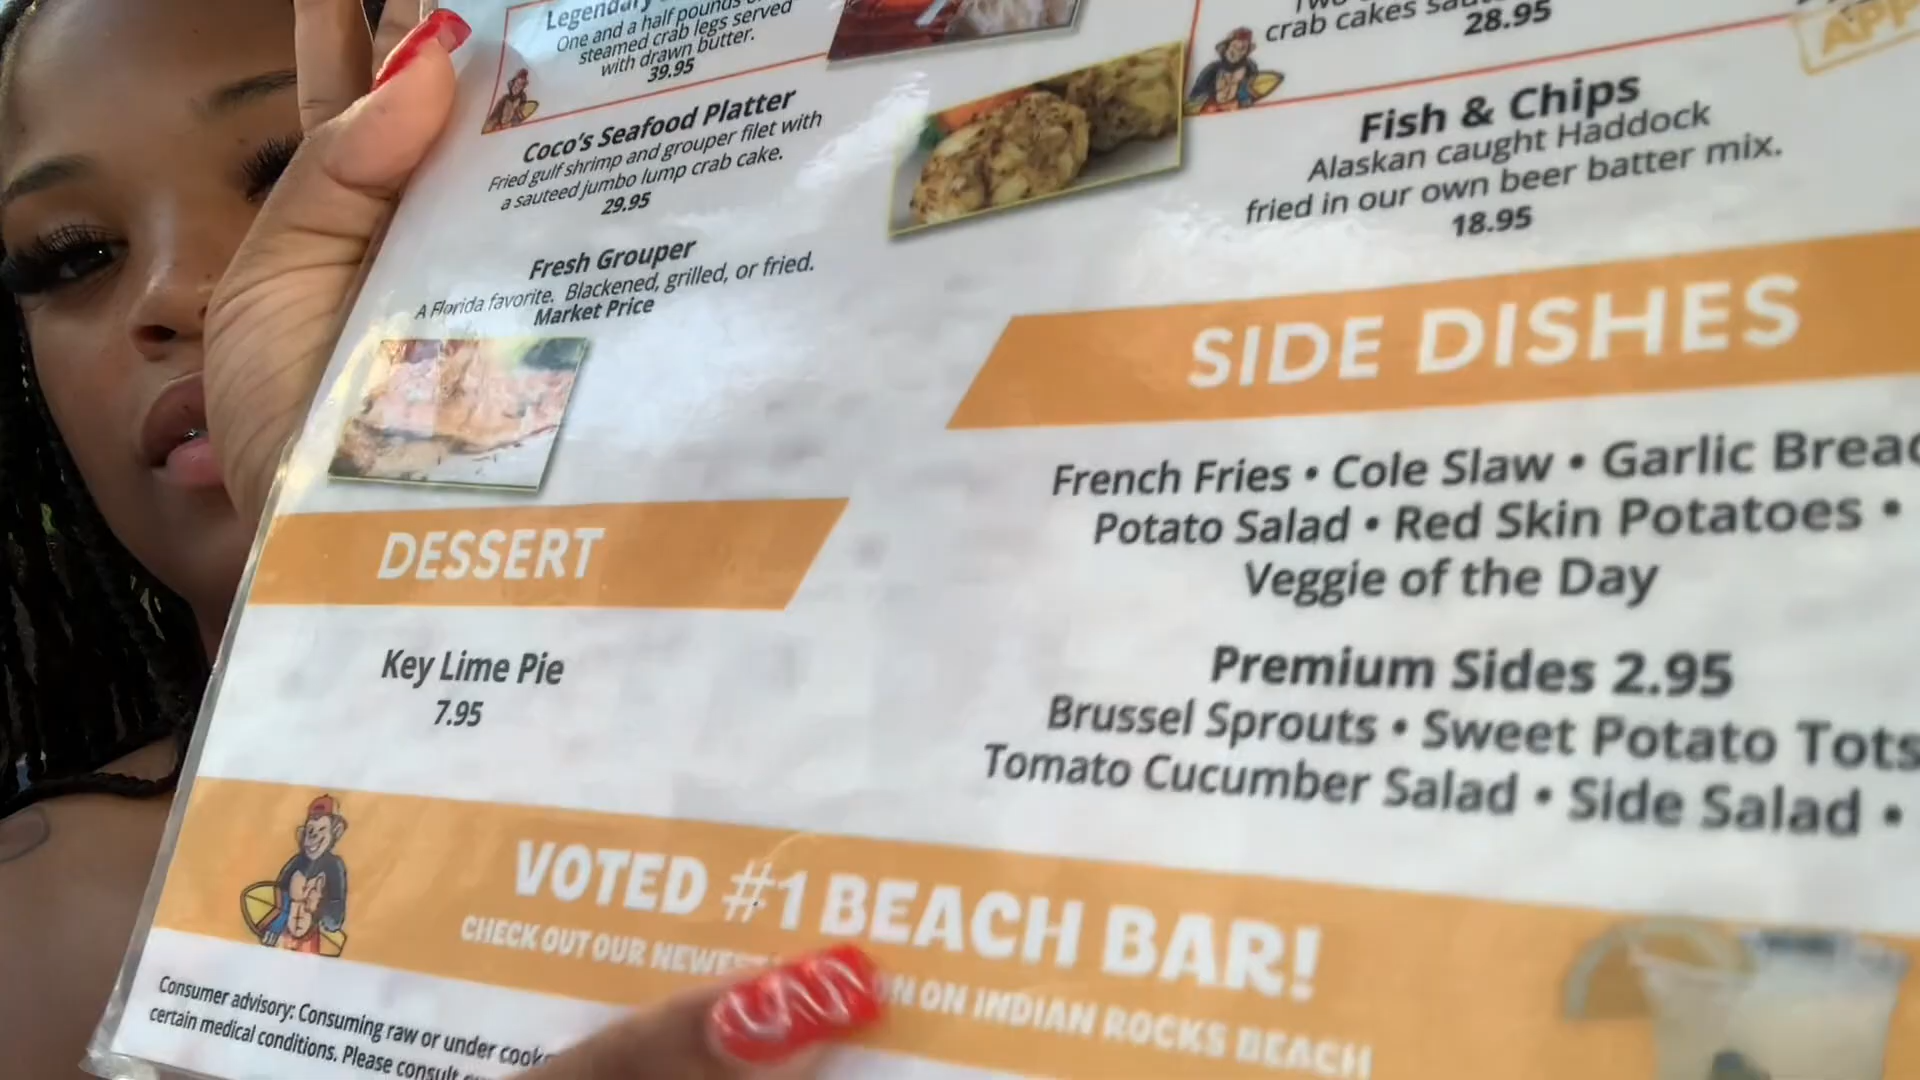 Legendary
One and a half pounds
steamed crab legs served
with drawn butter.
39.95
Coco's Seafood Platter
Fried gulf shrimp and grouper filet with
a sauteed jumbo lump crab cake.
29.95
Fresh Grouper
A Florida favorite. Blackened, grilled, or fried.
Market Price
DESSERT
Key Lime Pie
7.95
crab cakes
28.95
APP
Fish & Chips
Alaskan caught Haddock
fried in our own beer batter mix.
18.95
SIDE DISHES
French Fries • Cole Slaw • Garlic Bread
Potato Salad • Red Skin Potatoes •
Veggie of the Day
Premium Sides 2.95
Brussel Sprouts • Sweet Potato Tots
Tomato Cucumber Salad • Side Salad •
VOTED #1 BEACH BAR!
CHECK OUT OUR NEWEST ON INDIAN ROCKS BEACH
Consumer advisory: Consuming raw or under
certain medical conditions. Please consult